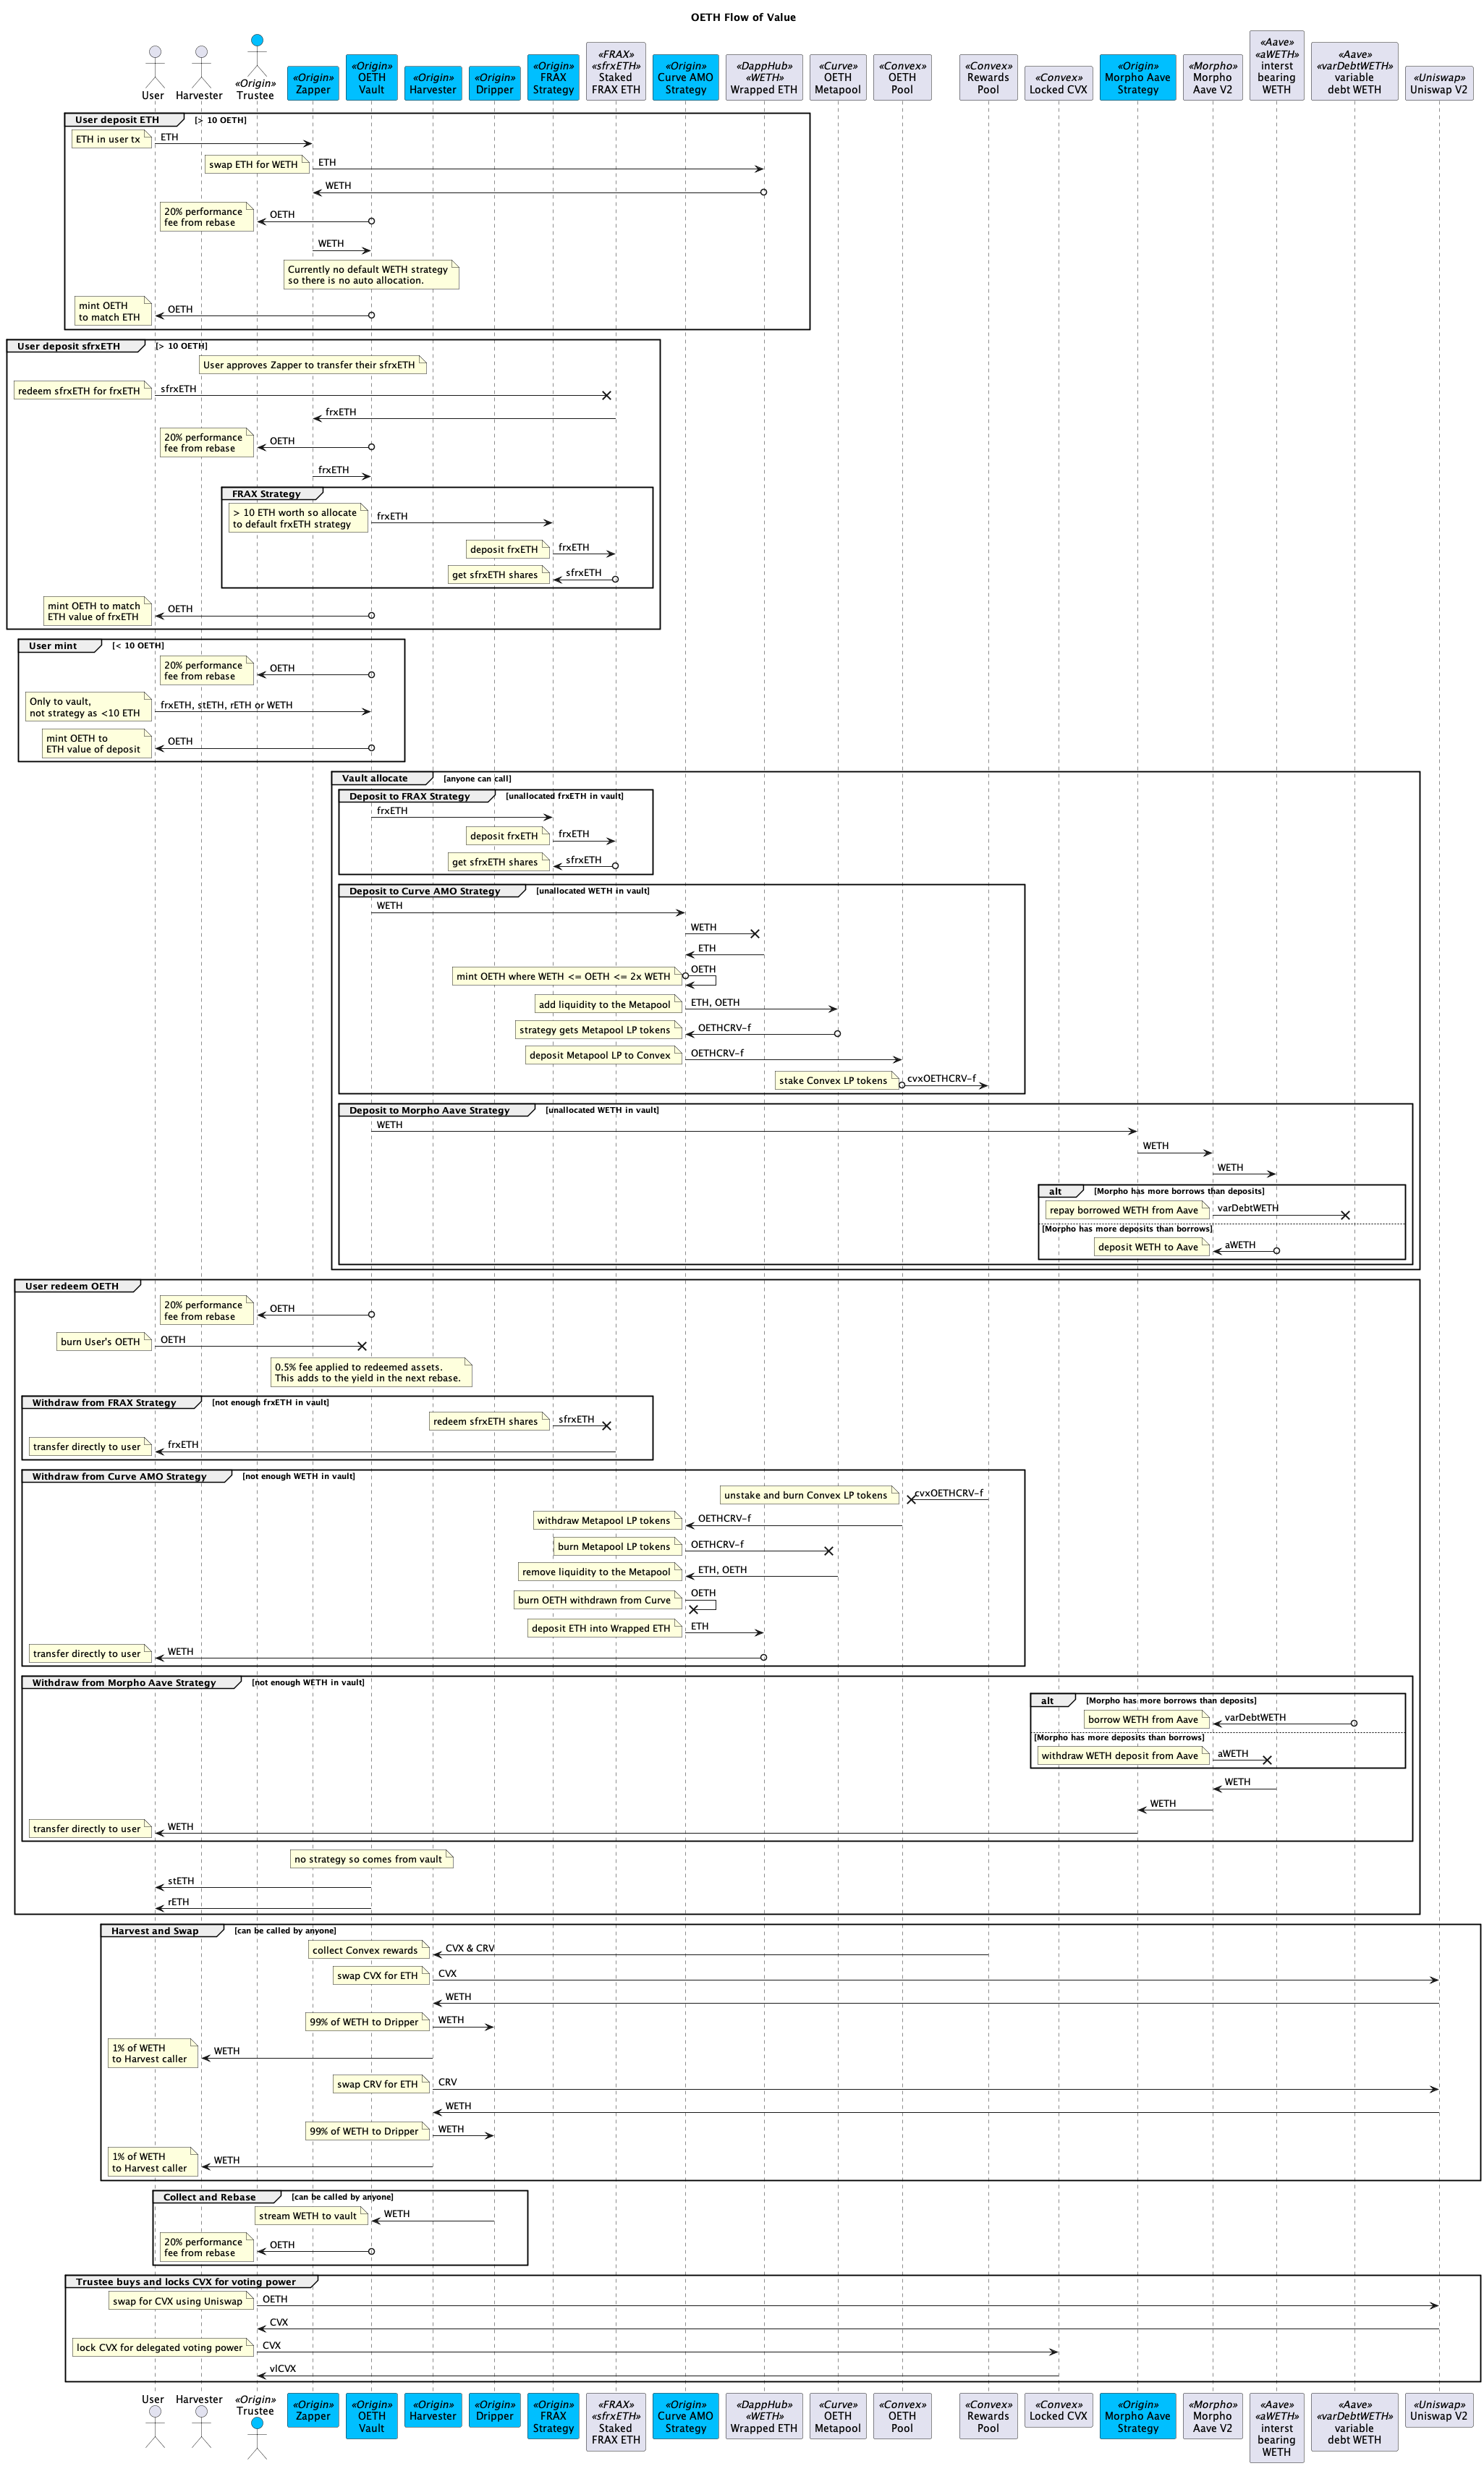 OETH Flow of Value
User
Harvester
«Origin»
Trustee
«Origin»
Zapper
«Origin»
OETH
Vault
«Origin»
Harvester
«Origin»
Dripper
«Origin»
FRAX
Strategy
«FRAX»
«sfrxETH»
Staked
FRAX ETH
«Origin»
Curve AMO
Strategy
«DappHub»
«WETH»
Wrapped ETH
«Curve»
OETH
Metapool
«Convex»
OETH
Pool
«Convex»
Rewards
Pool
«Convex»
Locked CVX
«Origin»
Morpho Aave
Strategy
«Morpho»
Morpho
Aave V2
«Aave»
«aWETH»
interst
bearing
WETH
«Aave»
«varDebtWETH»
variable
debt WETH
«Uniswap»
Uniswap V2
User deposit ETH [> 10 OETH]
ETH in user tx ETH
swap ETH for WETH ETH
WETH
20% performance
fee from rebase
OETH
WETH
Currently no default WETH strategy
so there is no auto allocation.
mint OETH
to match ETH
OETH
User deposit sfrxETH [> 10 OETH]
User approves Zapper to transfer their sfrxETH
redeem sfrxETH for frxETH sfrxETH
frxETH
20% performance
fee from rebase
OETH
frxETH
FRAX Strategy
> 10 ETH worth so allocate
to default frxETH strategy
frxETH
deposit frxETH frxETH
get sfrxETH shares sfrxETH
mint OETH to match
ETH value of frxETH
OETH
User mint [< 10 OETH]
20% performance
fee from rebase
OETH
Only to vault,
not strategy as <10 ETH
frxETH, stETH, rETH or WETH
mint OETH to
ETH value of deposit
OETH
Vault allocate [anyone can call]
Deposit to FRAX Strategy [unallocated frxETH in vault]
frxETH
deposit frxETH frxETH
get sfrxETH shares sfrxETH
Deposit to Curve AMO Strategy [unallocated WETH in vault]
WETH
WETH
ETH
mint OETH where WETH <= OETH <= 2x WETH OETH
add liquidity to the Metapool ETH, OETH
strategy gets Metapool LP tokens OETHCRV-f
deposit Metapool LP to Convex OETHCRV-f
stake Convex LP tokens cvxOETHCRV-f
Deposit to Morpho Aave Strategy [unallocated WETH in vault]
WETH
WETH
WETH
alt [Morpho has more borrows than deposits]
repay borrowed WETH from Aave varDebtWETH
[Morpho has more deposits than borrows]
deposit WETH to Aave aWETH
User redeem OETH
20% performance
fee from rebase
OETH
burn User's OETH OETH
0.5% fee applied to redeemed assets.
This adds to the yield in the next rebase.
Withdraw from FRAX Strategy [not enough frxETH in vault]
redeem sfrxETH shares sfrxETH
transfer directly to user frxETH
Withdraw from Curve AMO Strategy [not enough WETH in vault]
unstake and burn Convex LP tokens cvxOETHCRV-f
withdraw Metapool LP tokens OETHCRV-f
burn Metapool LP tokens OETHCRV-f
remove liquidity to the Metapool ETH, OETH
burn OETH withdrawn from Curve OETH
deposit ETH into Wrapped ETH ETH
transfer directly to user WETH
Withdraw from Morpho Aave Strategy [not enough WETH in vault]
alt [Morpho has more borrows than deposits]
borrow WETH from Aave varDebtWETH
[Morpho has more deposits than borrows]
withdraw WETH deposit from Aave aWETH
WETH
WETH
transfer directly to user WETH
no strategy so comes from vault
stETH
rETH
Harvest and Swap [can be called by anyone]
collect Convex rewards CVX & CRV
swap CVX for ETH CVX
WETH
99% of WETH to Dripper WETH
1% of WETH
to Harvest caller
WETH
swap CRV for ETH CRV
WETH
99% of WETH to Dripper WETH
1% of WETH
to Harvest caller
WETH
Collect and Rebase [can be called by anyone]
stream WETH to vault WETH
20% performance
fee from rebase
OETH
Trustee buys and locks CVX for voting power
swap for CVX using Uniswap OETH
CVX
lock CVX for delegated voting power CVX
vlCVX
User
Harvester
«Origin»
Trustee
«Origin»
Zapper
«Origin»
OETH
Vault
«Origin»
Harvester
«Origin»
Dripper
«Origin»
FRAX
Strategy
«FRAX»
«sfrxETH»
Staked
FRAX ETH
«Origin»
Curve AMO
Strategy
«DappHub»
«WETH»
Wrapped ETH
«Curve»
OETH
Metapool
«Convex»
OETH
Pool
«Convex»
Rewards
Pool
«Convex»
Locked CVX
«Origin»
Morpho Aave
Strategy
«Morpho»
Morpho
Aave V2
«Aave»
«aWETH»
interst
bearing
WETH
«Aave»
«varDebtWETH»
variable
debt WETH
«Uniswap»
Uniswap V2